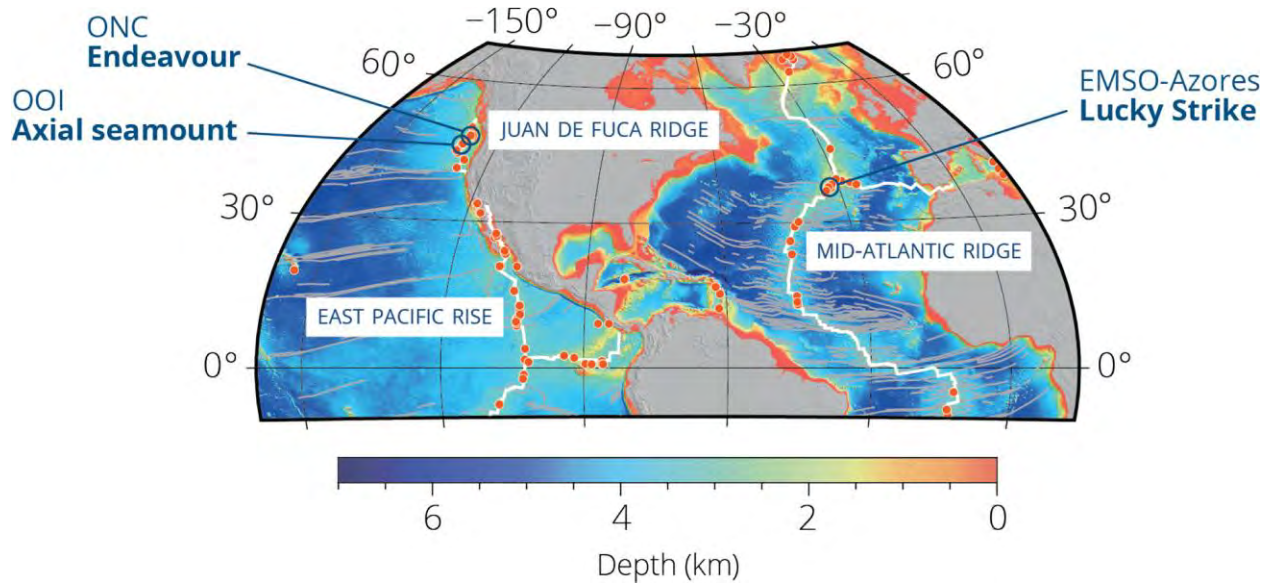 −150°
−90°
−30°
ONC
Endeavour
60°
60°
EMSO-Azores
Lucky Strike
OOI
Axial seamount
JUAN DE FUCA RIDGE
30°
30°
MID-ATLANTIC RIDGE
EAST PACIFIC RISE
0°
0°
6
4
2
0
Depth (km)